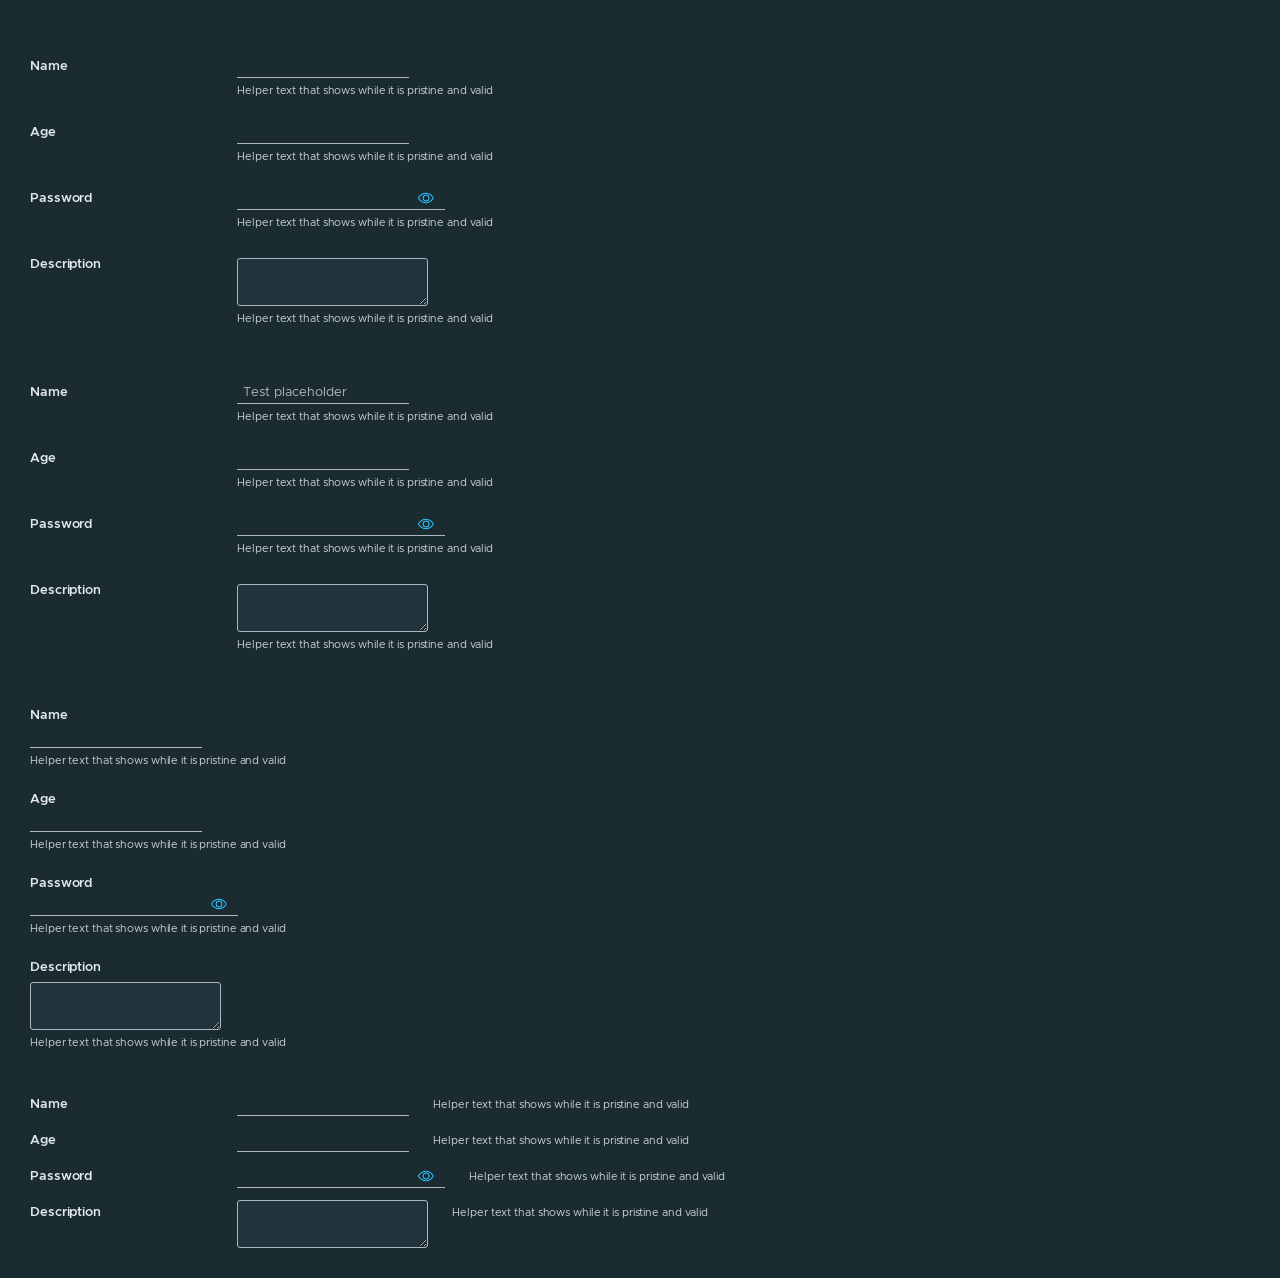 Name
Helper text that shows while it is pristine and valid
Age
Helper text that shows while it is pristine and valid
Password
Helper text that shows while it is pristine and valid
Description
Helper text that shows while it is pristine and valid
Name Test placeholder
Helper text that shows while it is pristine and valid
Age
Helper text that shows while it is pristine and valid
Password
Helper text that shows while it is pristine and valid
Description
Helper text that shows while it is pristine and valid
Name
Helper text that shows while it is pristine and valid
Age
Helper text that shows while it is pristine and valid
Password
Helper text that shows while it is pristine and valid
Description
Helper text that shows while it is pristine and valid
Name Helper text that shows while it is pristine and valid
Age Helper text that shows while it is pristine and valid
Password Helper text that shows while it is pristine and valid
Description Helper text that shows while it is pristine and valid